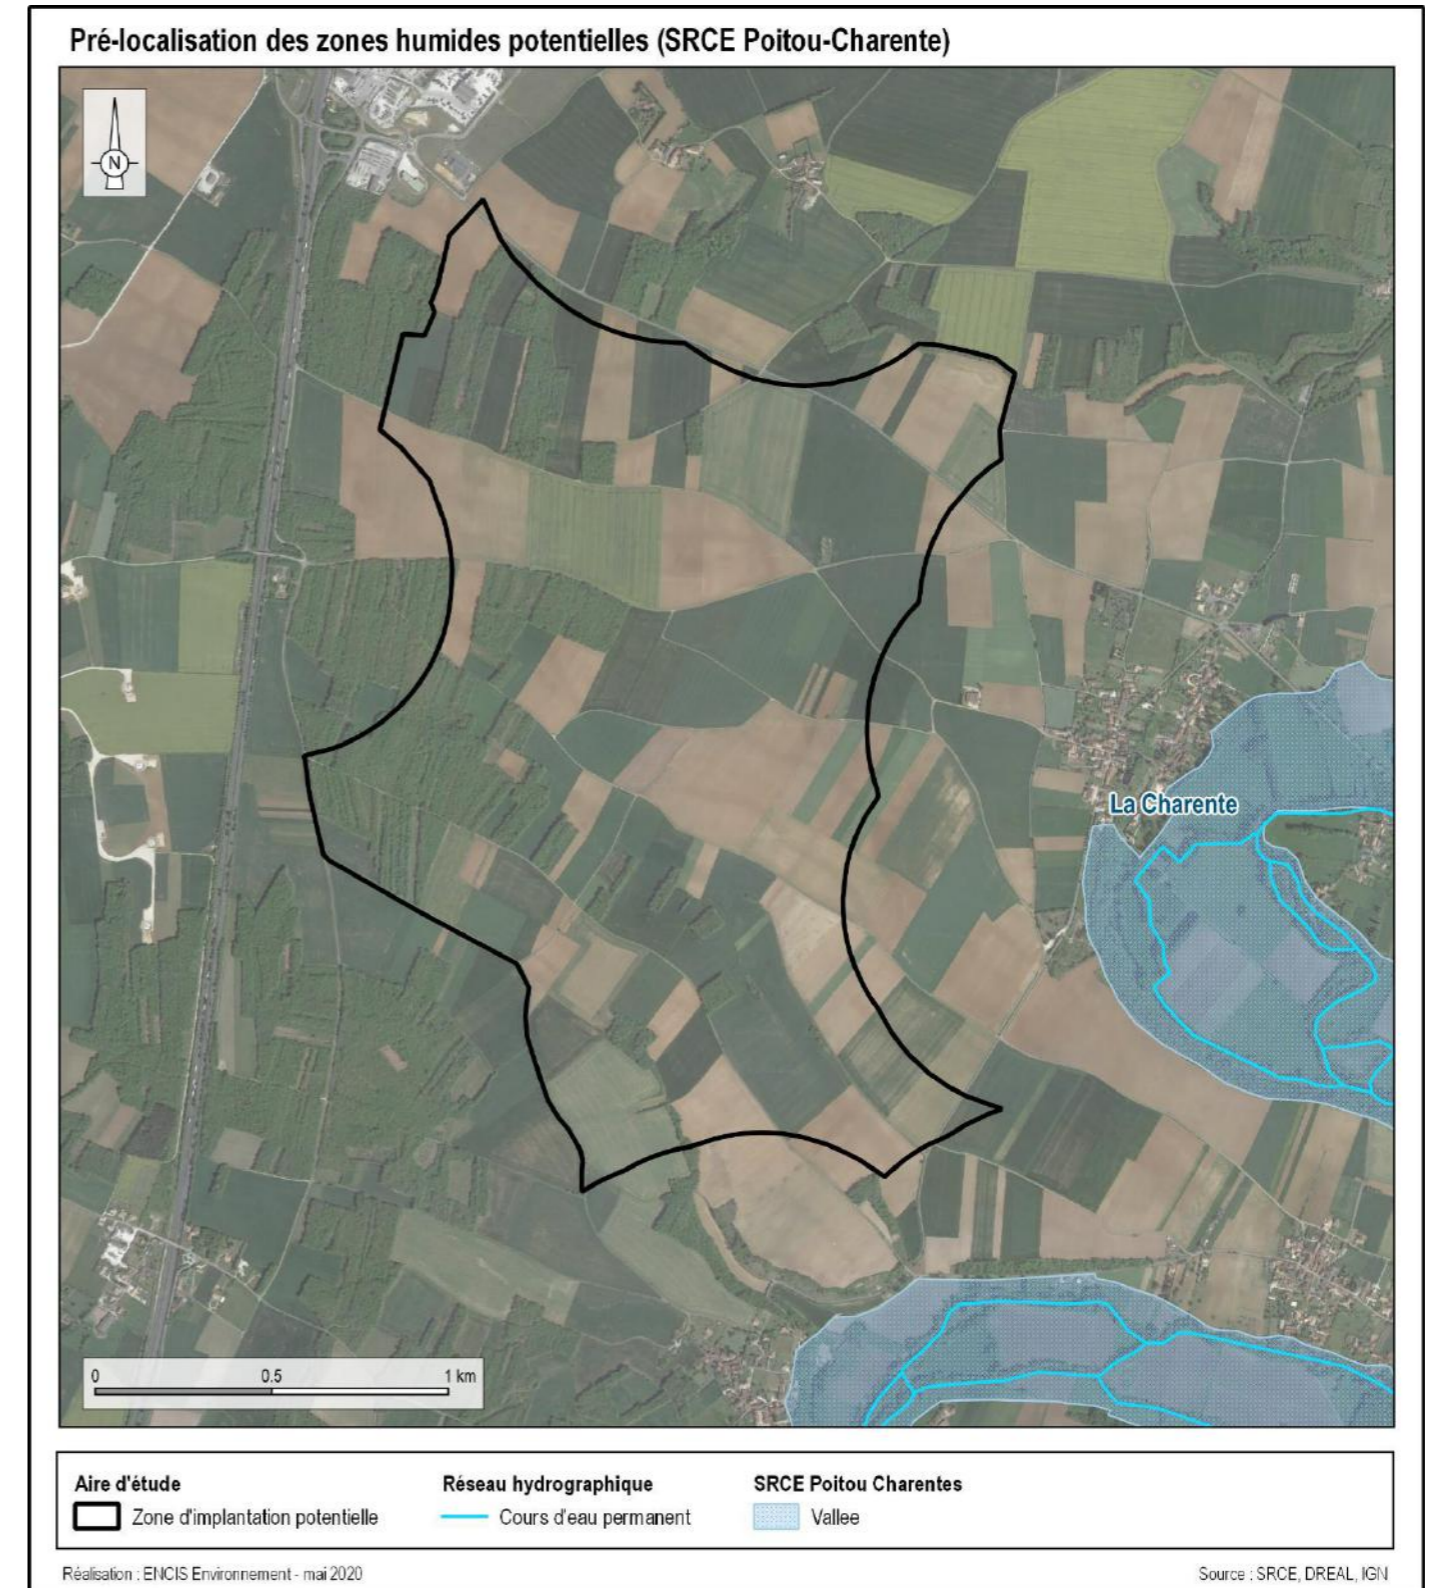 Pré-localisation des zones humides potentielles (SRCE Poitou-Charente)
N
La Charente
0 0.5 1 km
Aire d'étude
Zone d'implantation potentielle
Réseau hydrographique
Cours d'eau permanent
SRCE Poitou Charentes
Vallee
Réalisation : ENCIS Environnement - mai 2020
Source : SRCE, DREAL, IGN